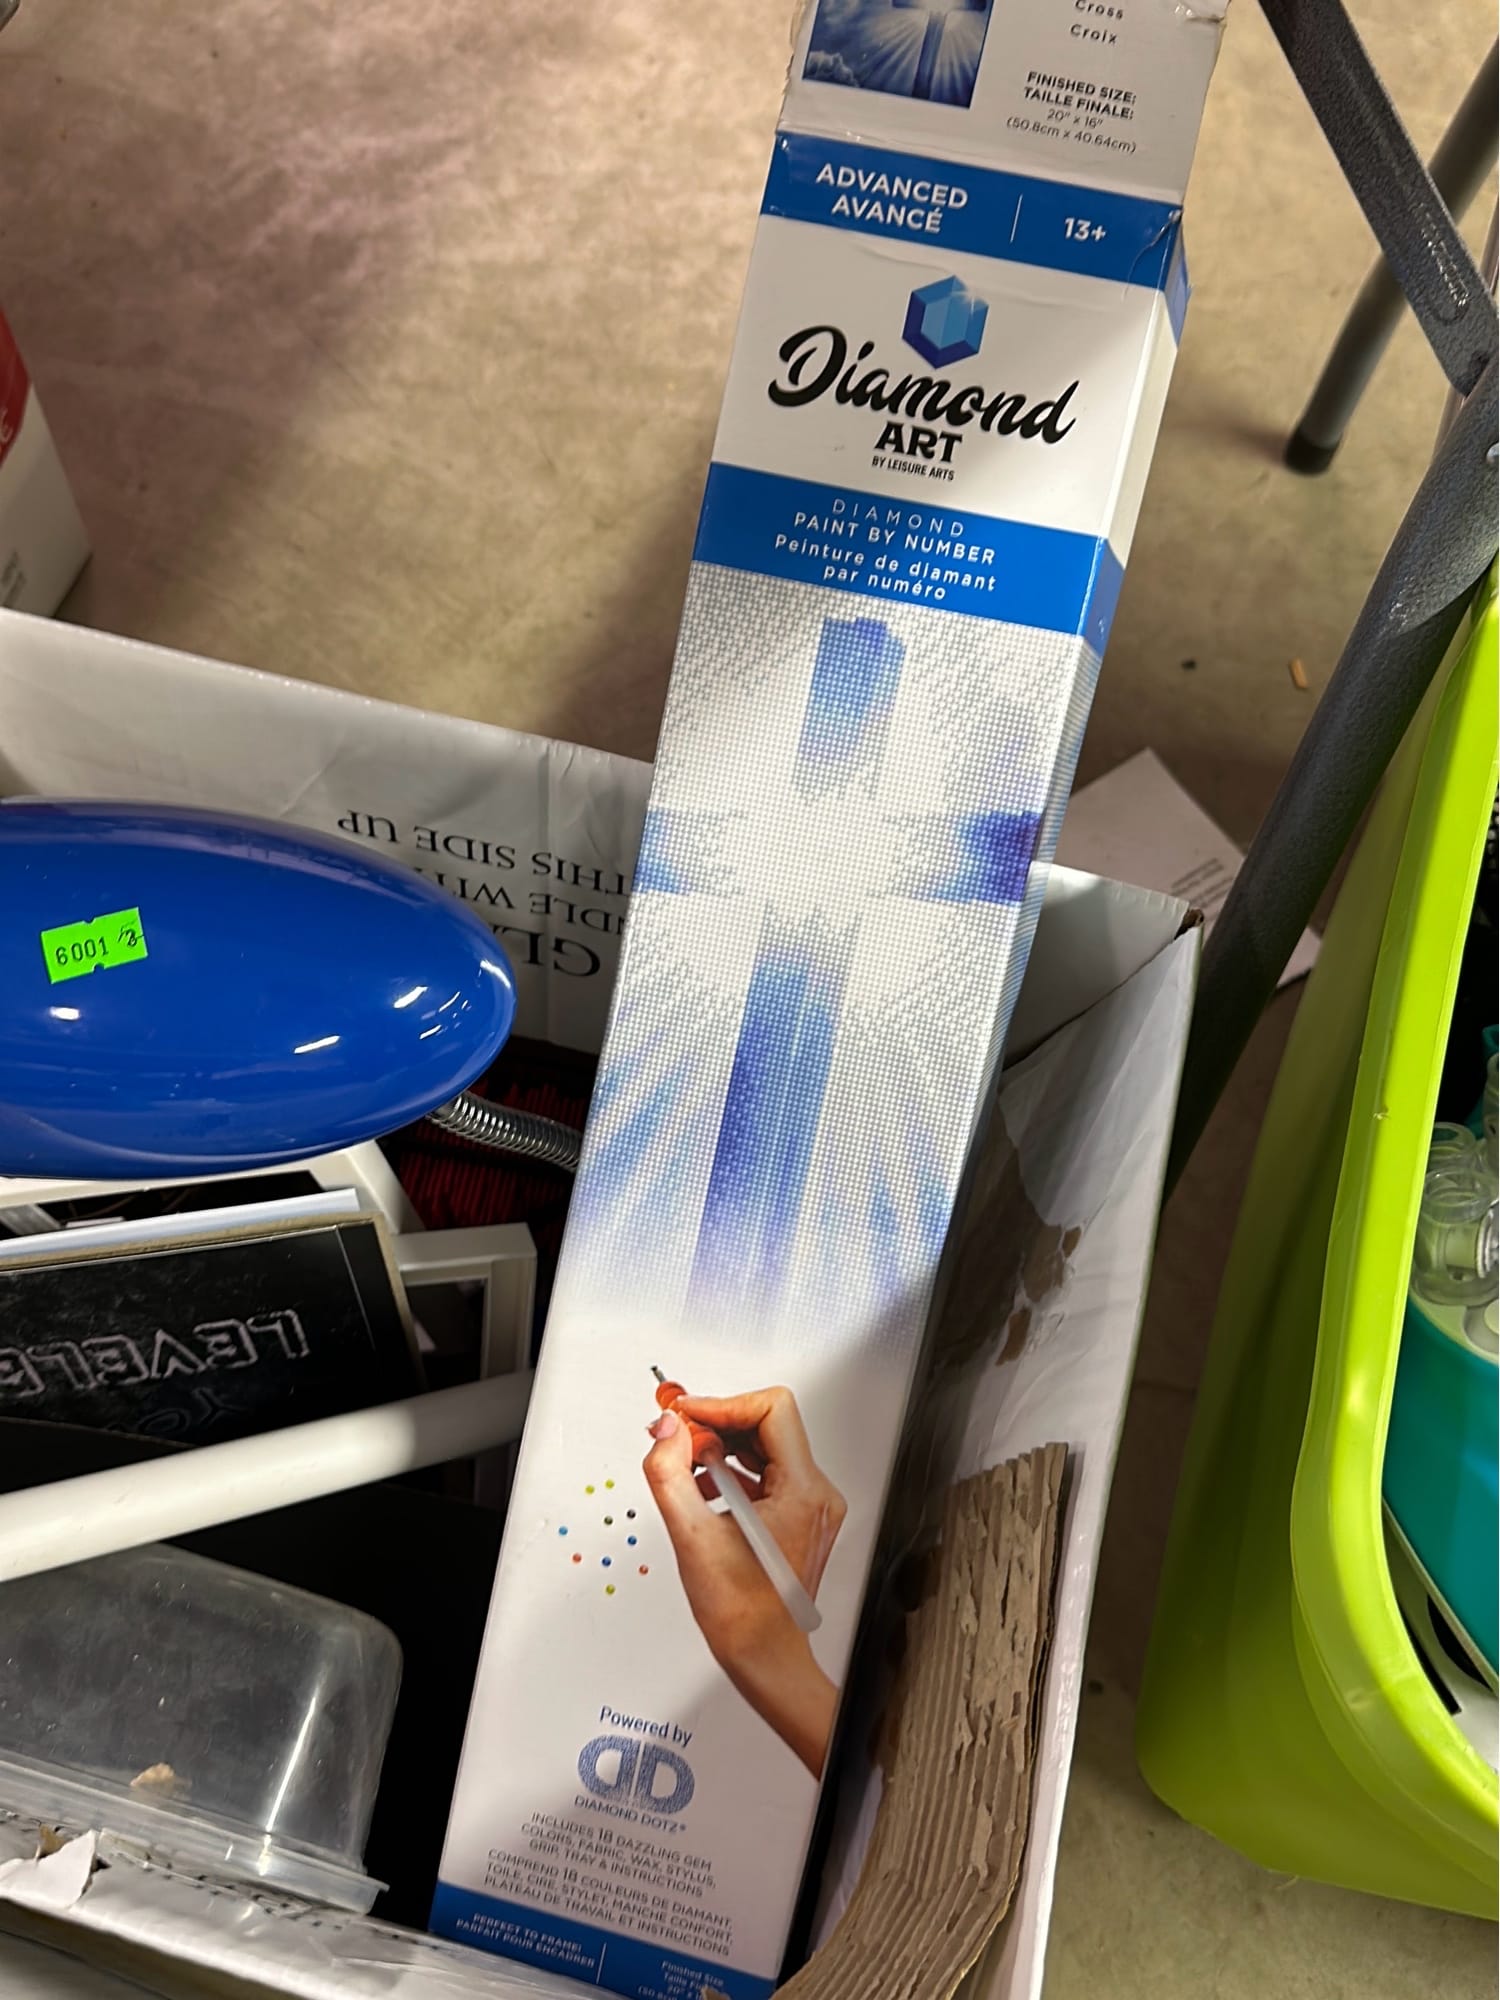 Cross
Croix
FINISHED SIZE:
TAILLE FINALE:
20" x 16"
(50.8cm x 40.64cm)
ADVANCED
AVANCÉ
13+
Diamond
ART
BY LEISURE ARTS
DIAMOND
PAINT BY NUMBER
Peinture de diamant
par numéro
Powered by
DIAMOND DOTZ®
INCLUDES 18 DAZZLING GEM
COLORS, FABRIC, WAX, STYLUS,
GRIP, TRAY & INSTRUCTIONS
COMPREND 18 COULEURS DE DIAMANT,
TOILE, CIRE, STYLET, MANCHE CONFORT,
PLATEAU DE TRAVAIL ET INSTRUCTIONS
PERFECT TO FRAME!
PARFAIT POUR ENCADRER
Finished Size
Taille
THIS SIDE UP
6001